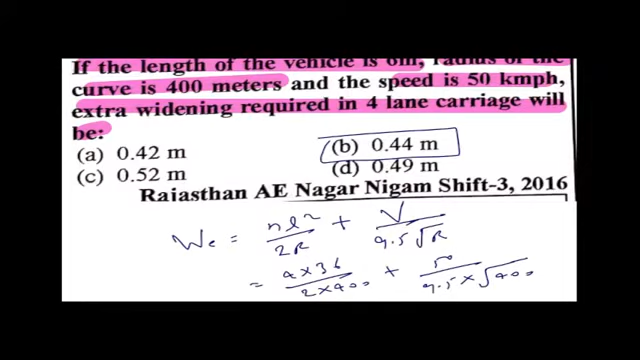 If the length of the vehicle is 6m, radius of the
curve is 400 meters and the speed is 50 kmph,
extra widening required in 4 lane carriage will
be:
(a) 0.42 m (b) 0.44 m
(c) 0.52 m (d) 0.49 m
Rajasthan AE Nagar Nigam Shift-3, 2016
We = nl²/2R + V/9.5√R
= 4×36/2×400 + 50/9.5×√400